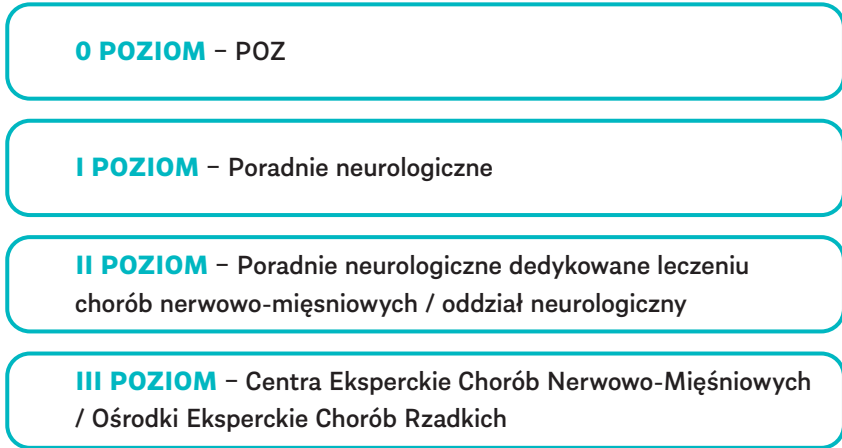 0 POZIOM – POZ
I POZIOM – Poradnie neurologiczne
II POZIOM – Poradnie neurologiczne dedykowane leczeniu
chorób nerwowo-mięsniowych / oddział neurologiczny
III POZIOM – Centra Eksperckie Chorób Nerwowo-Mięśniowych
/ Ośrodki Eksperckie Chorób Rzadkich